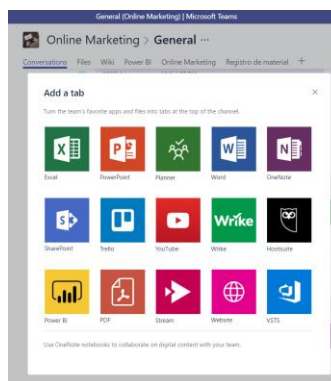 General (Online Marketing) | Microsoft Teams
Online Marketing > General ···
Conversations Files Wiki Power BI Online Marketing Registro de material +
Add a tab ×
Turn the team's favorite apps and files into tabs at the top of the channel.
Excel PowerPoint Planner Word OneNote
Wrike
SharePoint Trello YouTube Wrike Hootsuite
Power BI PDF Stream Website VSTS
Use OneNote notebooks to collaborate on digital content with your team.